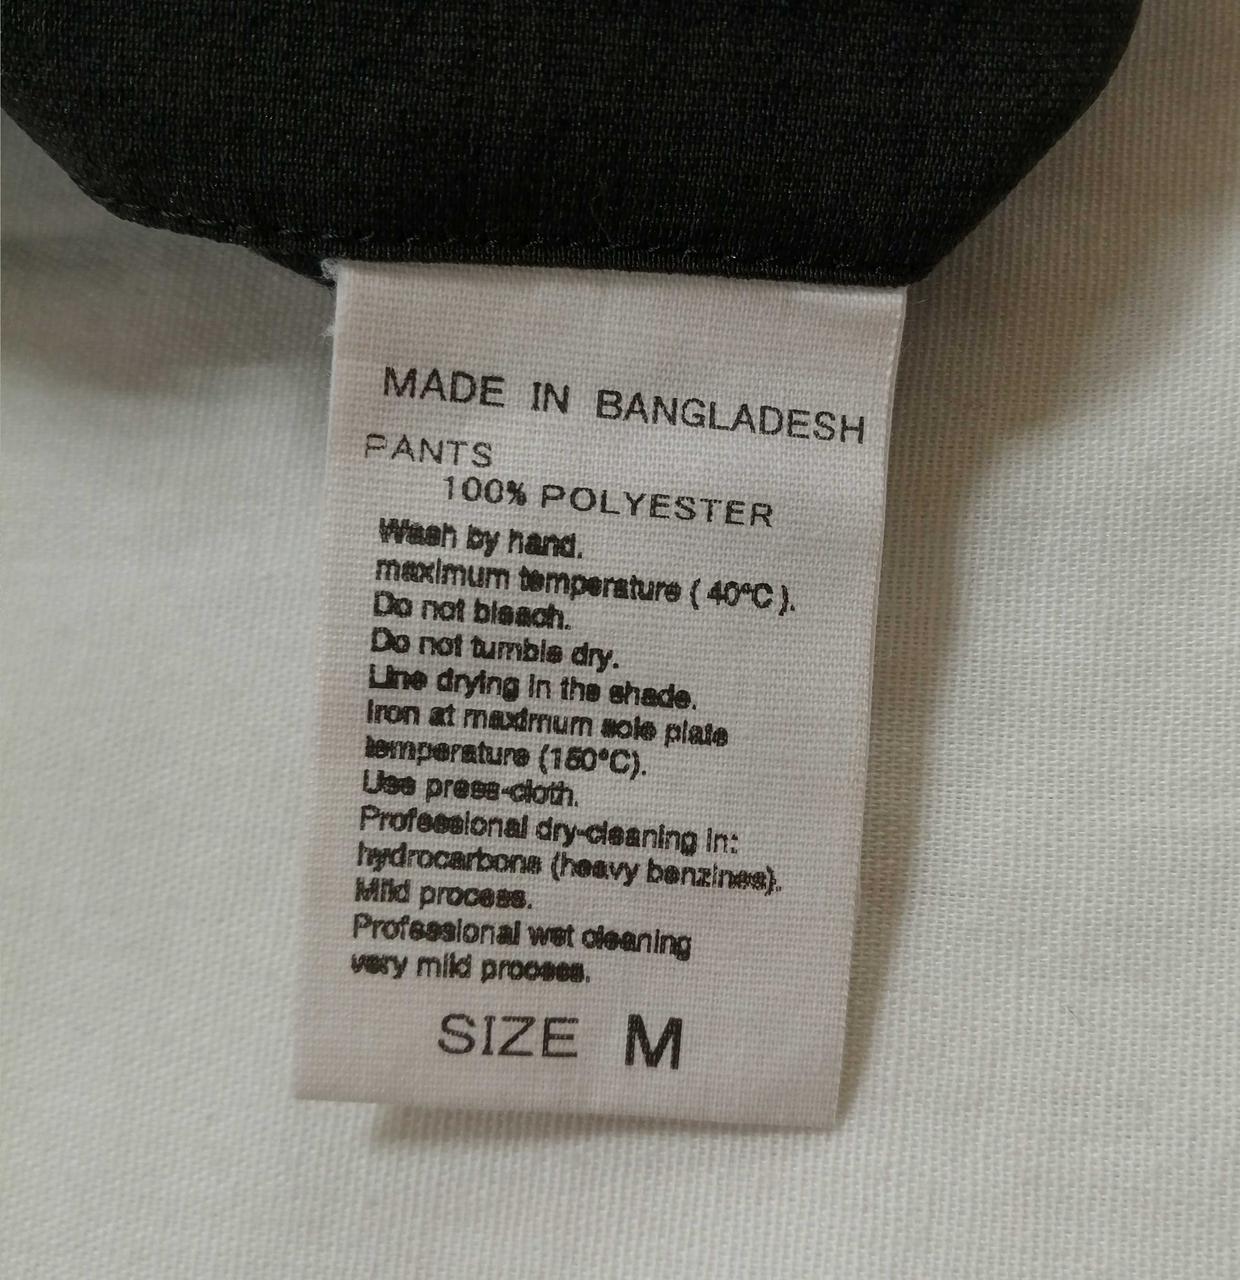 MADE IN BANGLADESH
PANTS
100% POLYESTER
Wash by hand.
maximum temperature ( 40°C ).
Do not bleach.
Do not tumble dry.
Line drying in the shade.
Iron at maximum sole plate
temperature (150°C).
Use press-cloth.
Professional dry-cleaning in:
hydrocarbons (heavy benzines).
Mild process.
Professional wet cleaning
very mild process.
SIZE M